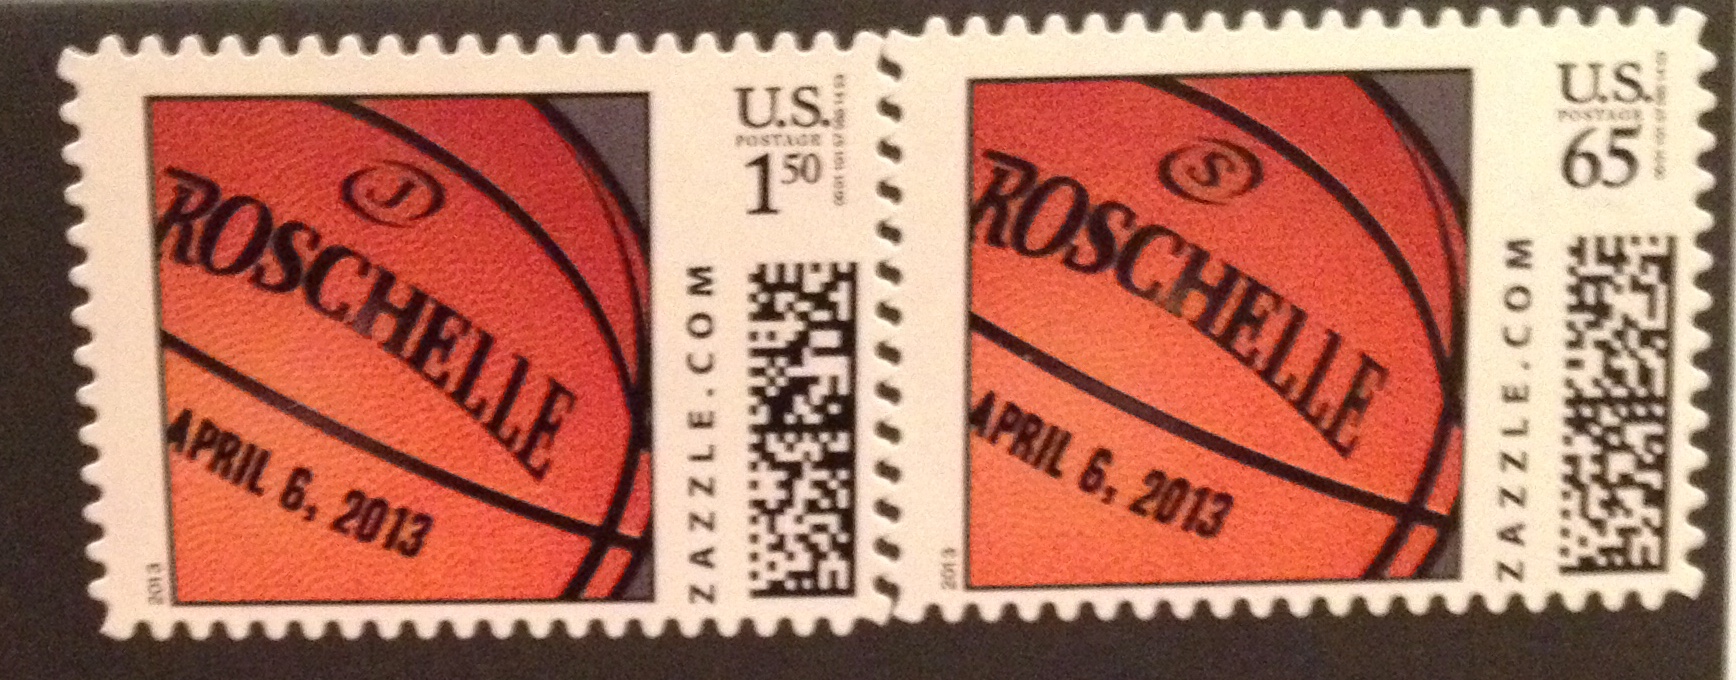 U.S.
POSTAGE
1 50
J
ROSCHELLE
APRIL 6, 2013
ZAZZLE.COM
2013
U.S.
POSTAGE
65
S
ROSCHELLE
APRIL 6, 2013
ZAZZLE.COM
2013